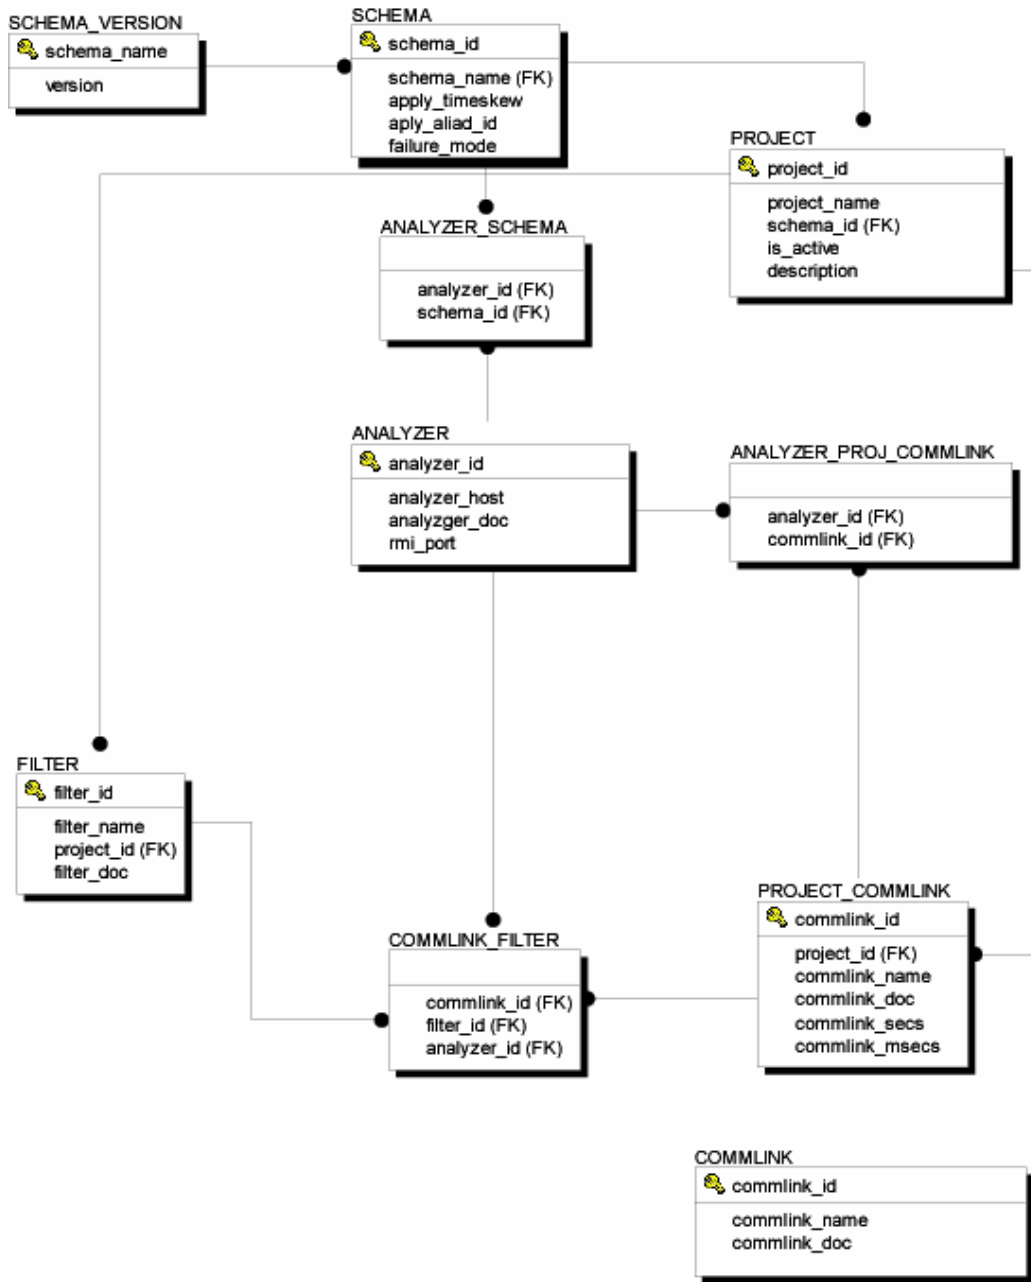 SCHEMA_VERSION
schema_name
version
SCHEMA
schema_id
schema_name (FK)
apply_timeskew
aply_aliad_id
failure_mode
PROJECT
project_id
project_name
schema_id (FK)
is_active
description
ANALYZER_SCHEMA
analyzer_id (FK)
schema_id (FK)
ANALYZER
analyzer_id
analyzer_host
analyzger_doc
rmi_port
ANALYZER_PROJ_COMMLINK
analyzer_id (FK)
commlink_id (FK)
FILTER
filter_id
filter_name
project_id (FK)
filter_doc
COMMLINK_FILTER
commlink_id (FK)
filter_id (FK)
analyzer_id (FK)
PROJECT_COMMLINK
commlink_id
project_id (FK)
commlink_name
commlink_doc
commlink_secs
commlink_msecs
COMMLINK
commlink_id
commlink_name
commlink_doc